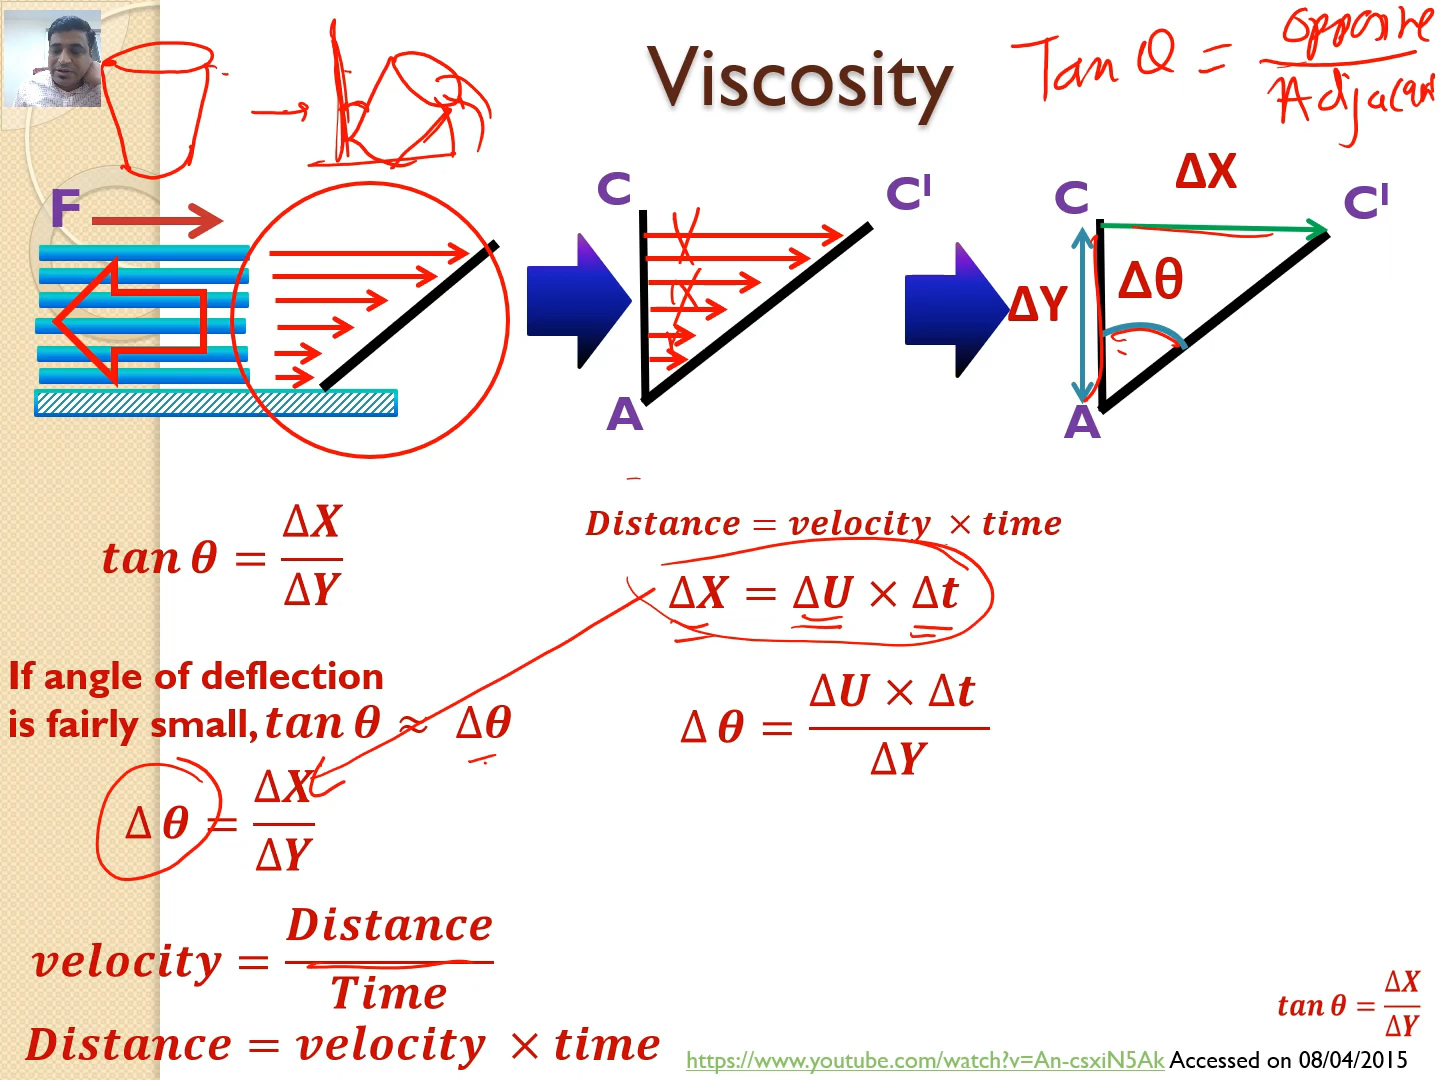 Viscosity
Tan θ = opposite / Adjacent
F
C
C|
A
ΔX
C
C|
ΔY
Δθ
A
tan θ = ΔX / ΔY
Distance = velocity × time
ΔX = ΔU × Δt
If angle of deflection
is fairly small, tan θ ≈ Δθ
Δ θ = ΔU × Δt / ΔY
Δ θ = ΔX / ΔY
velocity = Distance / Time
Distance = velocity × time
tan θ = ΔX / ΔY
https://www.youtube.com/watch?v=An-csxiN5Ak Accessed on 08/04/2015